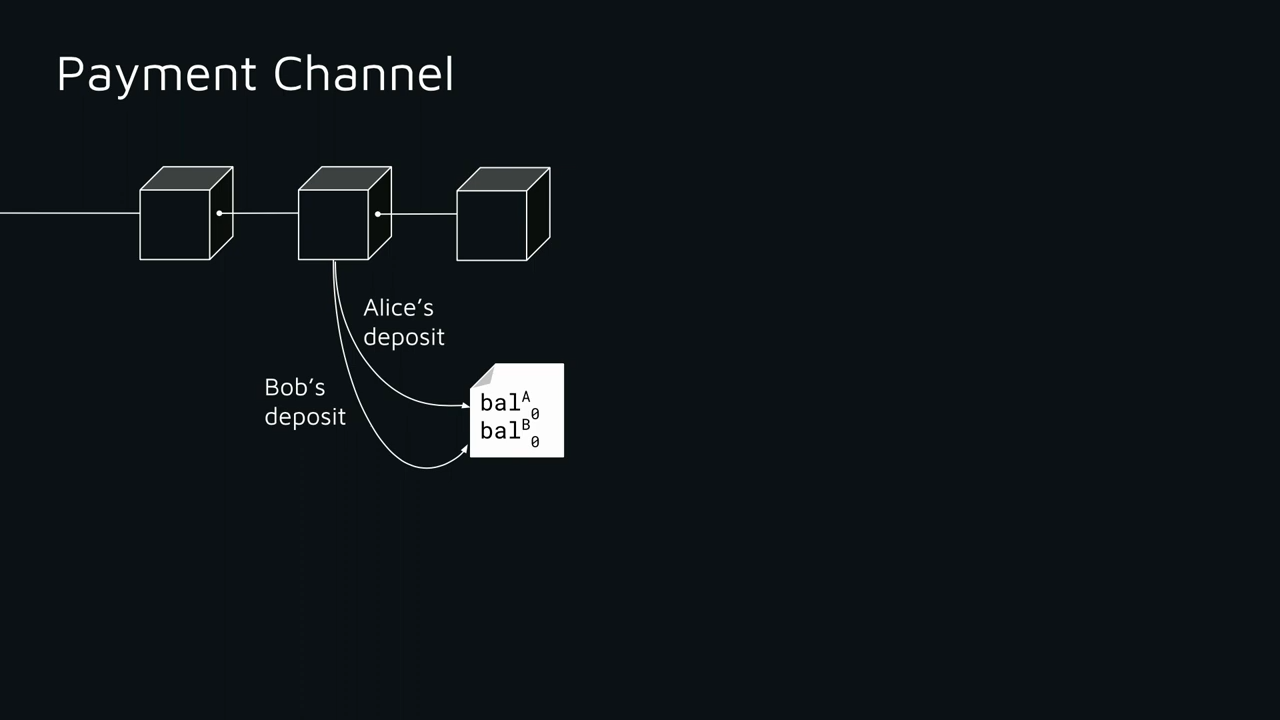 Payment Channel
Alice’s
deposit
Bob’s
deposit
bal^A_0
bal^B_0